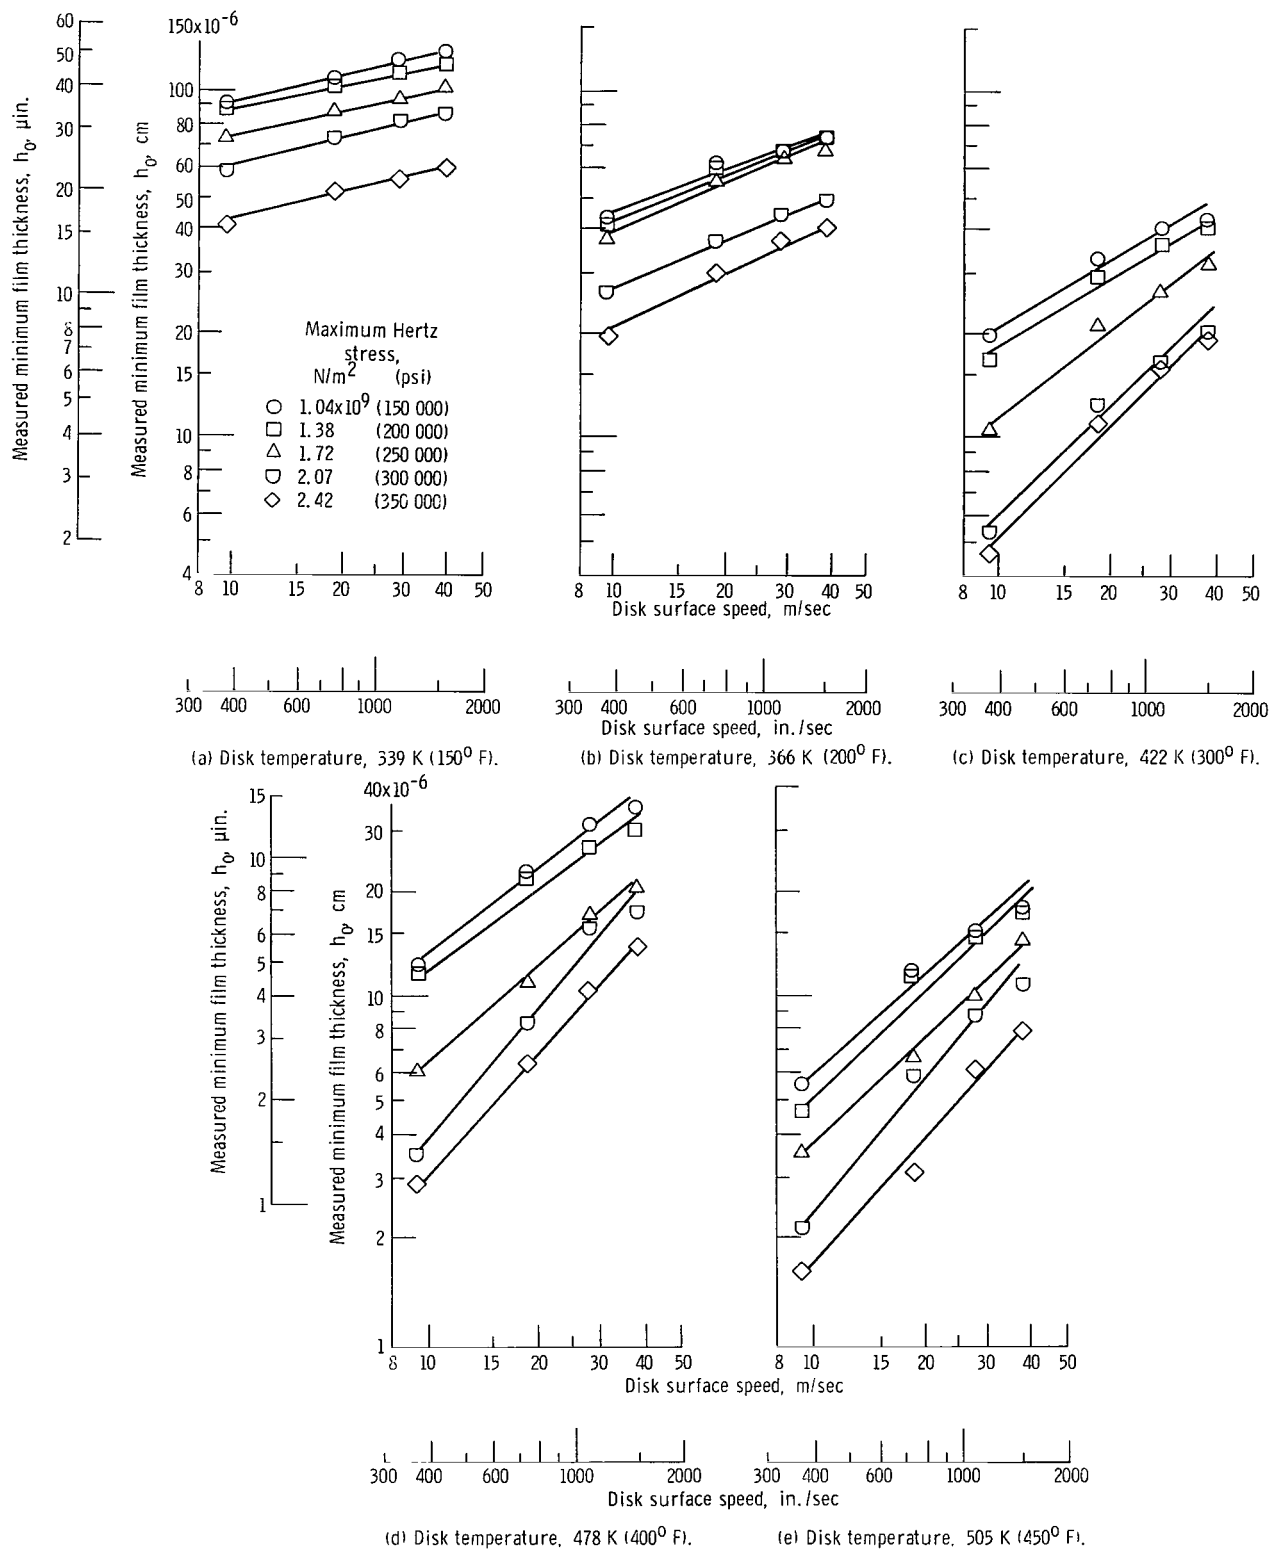 Measured minimum film thickness, h0, μin.
60
50
40
30
20
15
10
8
7
6
5
4
3
2
Measured minimum film thickness, h0, cm
150x10-6
100
80
60
50
40
30
20
15
10
8
6
4
Maximum Hertz
stress,
N/m2 (psi)
1.04x109 (150 000)
1.38 (200 000)
1.72 (250 000)
2.07 (300 000)
2.42 (350 000)
8 10 15 20 30 40 50
8 10 15 20 30 40 50
8 10 15 20 30 40 50
Disk surface speed, m/sec
300 400 600 1000 2000
300 400 600 1000 2000
300 400 600 1000 2000
Disk surface speed, in./sec
(a) Disk temperature, 339 K (150o F).
(b) Disk temperature, 366 K (200o F).
(c) Disk temperature, 422 K (300o F).
Measured minimum film thickness, h0, μin.
15
10
8
6
5
4
3
2
1
Measured minimum film thickness, h0, cm
40x10-6
30
20
15
10
8
6
5
4
3
2
1
8 10 15 20 30 40 50
8 10 15 20 30 40 50
Disk surface speed, m/sec
300 400 600 1000 2000
300 400 600 1000 2000
Disk surface speed, in./sec
(d) Disk temperature, 478 K (400o F).
(e) Disk temperature, 505 K (450o F).